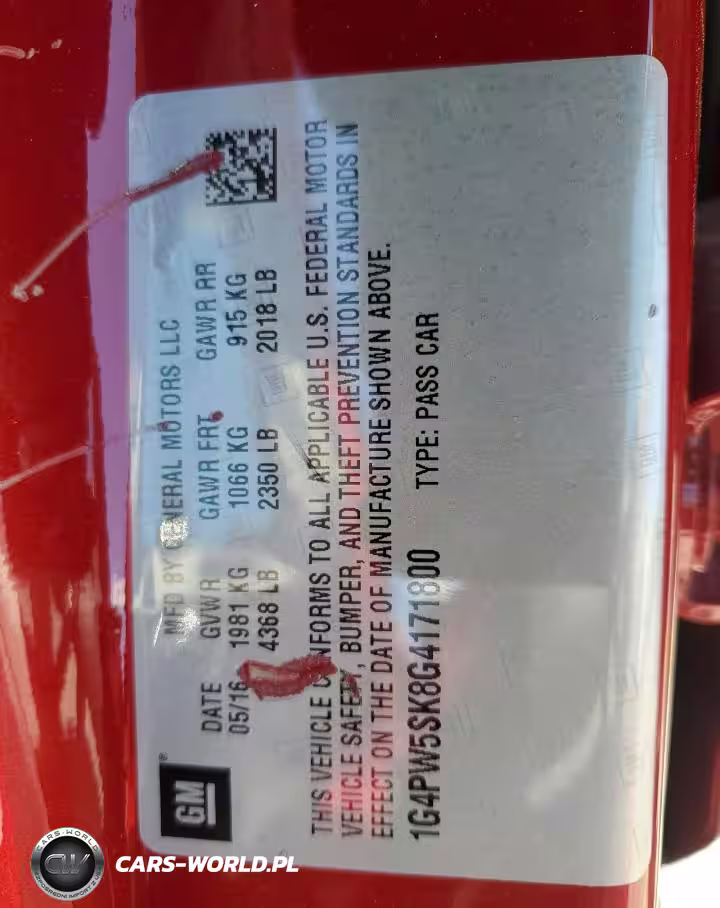 GM
MFD BY GENERAL MOTORS LLC
DATE GVWR GAWR FRT GAWR RR
05/16 1981 KG 1066 KG 915 KG
4368 LB 2350 LB 2018 LB
THIS VEHICLE CONFORMS TO ALL APPLICABLE U.S. FEDERAL MOTOR
VEHICLE SAFETY, BUMPER, AND THEFT PREVENTION STANDARDS IN
EFFECT ON THE DATE OF MANUFACTURE SHOWN ABOVE.
1G4PW5SK8G4171800 TYPE: PASS CAR
CARS-WORLD
CW
CARS-WORLD.PL